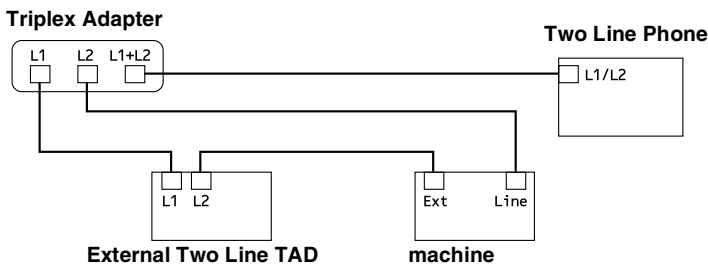 Triplex Adapter
Two Line Phone
L1 L2 L1+L2
L1/L2
L1 L2
Ext Line
External Two Line TAD
machine